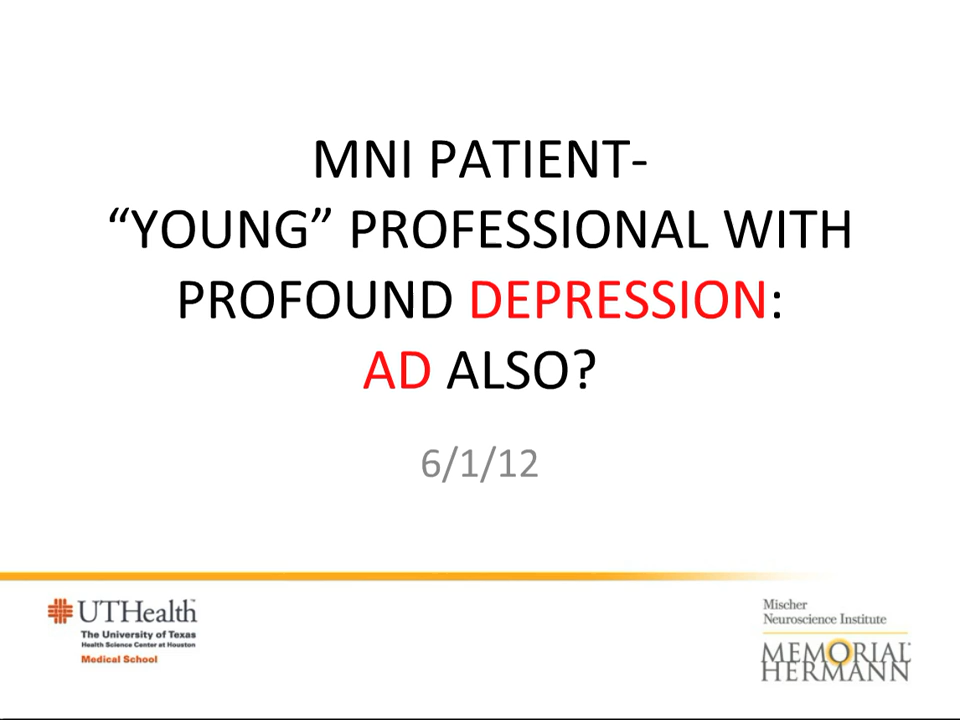 MNI PATIENT-
“YOUNG” PROFESSIONAL WITH
PROFOUND DEPRESSION:
AD ALSO?
6/1/12
UTHealth™
The University of Texas
Health Science Center at Houston
Medical School
Mischer
Neuroscience Institute
MEMORIAL®
HERMANN